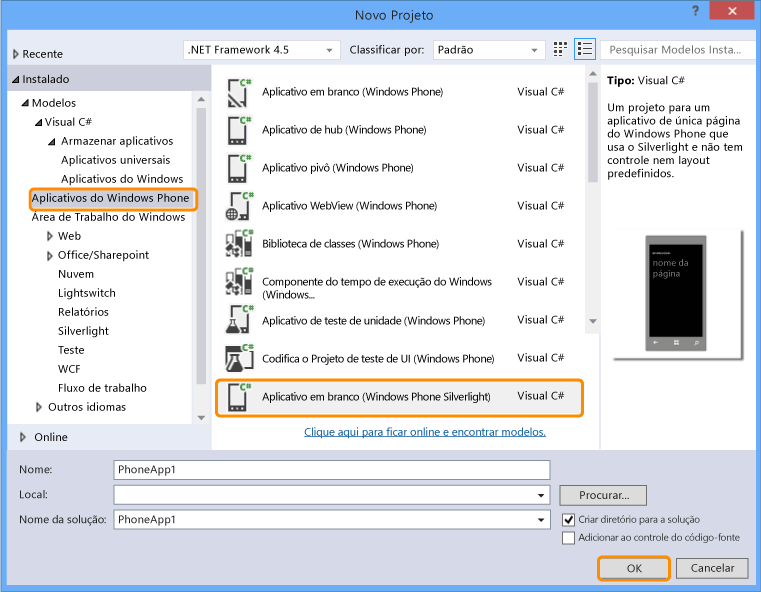 Novo Projeto
?
Recente
.NET Framework 4.5
Classificar por:
Padrão
Pesquisar Modelos Insta...
Instalado
Modelos
Visual C#
Armazenar aplicativos
Aplicativos universais
Aplicativos do Windows
Aplicativos do Windows Phone
Área de Trabalho do Windows
Web
Office/Sharepoint
Nuvem
Lightswitch
Relatórios
Silverlight
Teste
WCF
Fluxo de trabalho
Outros idiomas
Online
Aplicativo em branco (Windows Phone) Visual C#
Aplicativo de hub (Windows Phone) Visual C#
Aplicativo pivô (Windows Phone) Visual C#
Aplicativo WebView (Windows Phone) Visual C#
Biblioteca de classes (Windows Phone) Visual C#
Componente do tempo de execução do Windows Visual C#
(Windows...
Aplicativo de teste de unidade (Windows Phone) Visual C#
Codifica o Projeto de teste de UI (Windows Phone) Visual C#
Aplicativo em branco (Windows Phone Silverlight) Visual C#
Clique aqui para ficar online e encontrar modelos.
Tipo: Visual C#
Um projeto para um
aplicativo de única página
do Windows Phone que
usa o Silverlight e não tem
controle nem layout
predefinidos.
nome da
página
Nome: PhoneApp1
Local:
Procurar...
Nome da solução: PhoneApp1
Criar diretório para a solução
Adicionar ao controle do código-fonte
OK
Cancelar